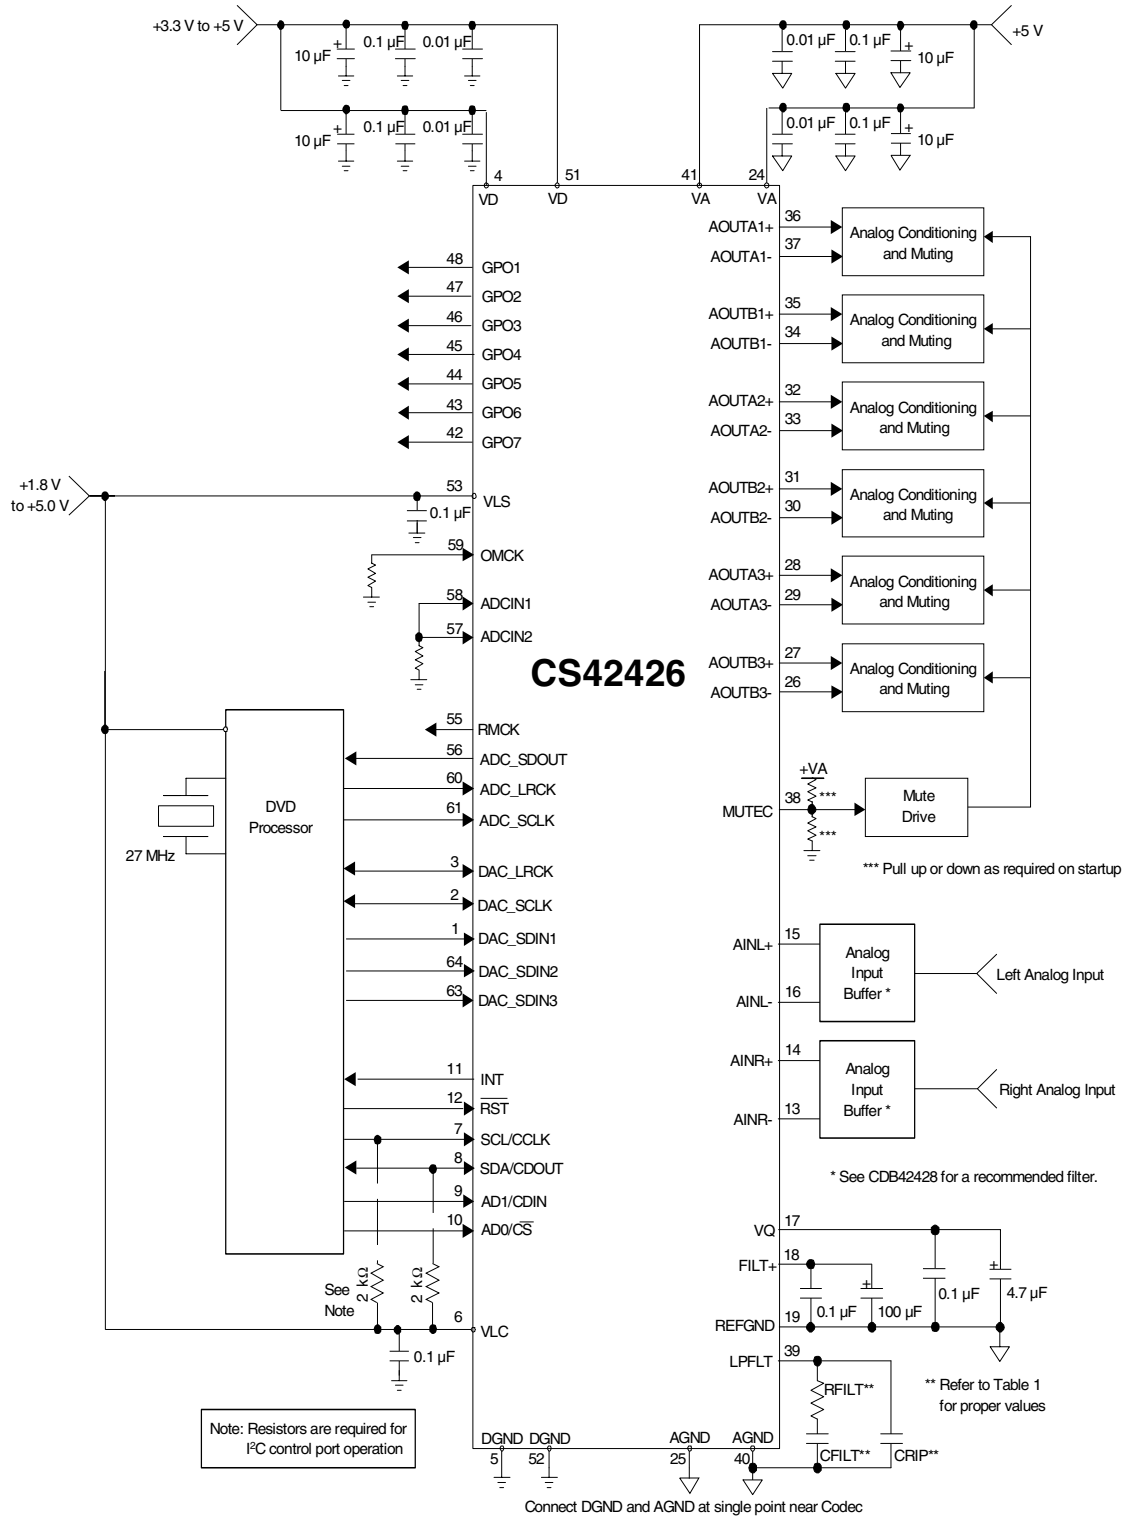 +3.3 V to +5 V
10 µF
+
0.1 µF
0.01 µF
10 µF
+
0.1 µF
0.01 µF
+5 V
0.01 µF
0.1 µF
+
10 µF
0.01 µF
0.1 µF
+
10 µF
4
51
41
24
VD
VD
VA
VA
48
GPO1
47
GPO2
46
GPO3
45
GPO4
44
GPO5
43
GPO6
42
GPO7
+1.8 V
to +5.0 V
53
VLS
0.1 µF
59
OMCK
58
ADCIN1
57
ADCIN2
CS42426
55
RMCK
56
ADC_SDOUT
60
ADC_LRCK
61
ADC_SCLK
3
DAC_LRCK
2
DAC_SCLK
1
DAC_SDIN1
64
DAC_SDIN2
63
DAC_SDIN3
11
INT
12
RST
7
SCL/CCLK
8
SDA/CDOUT
9
AD1/CDIN
10
AD0/CS
DVD
Processor
27 MHz
See
Note
2 kΩ
2 kΩ
6
VLC
0.1 µF
Note: Resistors are required for
I²C control port operation
AOUTA1+
36
AOUTA1-
37
Analog Conditioning
and Muting
AOUTB1+
35
AOUTB1-
34
Analog Conditioning
and Muting
AOUTA2+
32
AOUTA2-
33
Analog Conditioning
and Muting
AOUTB2+
31
AOUTB2-
30
Analog Conditioning
and Muting
AOUTA3+
28
AOUTA3-
29
Analog Conditioning
and Muting
AOUTB3+
27
AOUTB3-
26
Analog Conditioning
and Muting
+VA
***
MUTEC
38
***
Mute
Drive
*** Pull up or down as required on startup
AINL+
15
AINL-
16
Analog
Input
Buffer *
Left Analog Input
AINR+
14
AINR-
13
Analog
Input
Buffer *
Right Analog Input
* See CDB42428 for a recommended filter.
VQ
17
FILT+
18
+
0.1 µF
100 µF
0.1 µF
+
4.7 µF
REFGND
19
LPFLT
39
RFILT**
CFILT**
CRIP**
** Refer to Table 1
for proper values
DGND
DGND
AGND
AGND
5
52
25
40
Connect DGND and AGND at single point near Codec